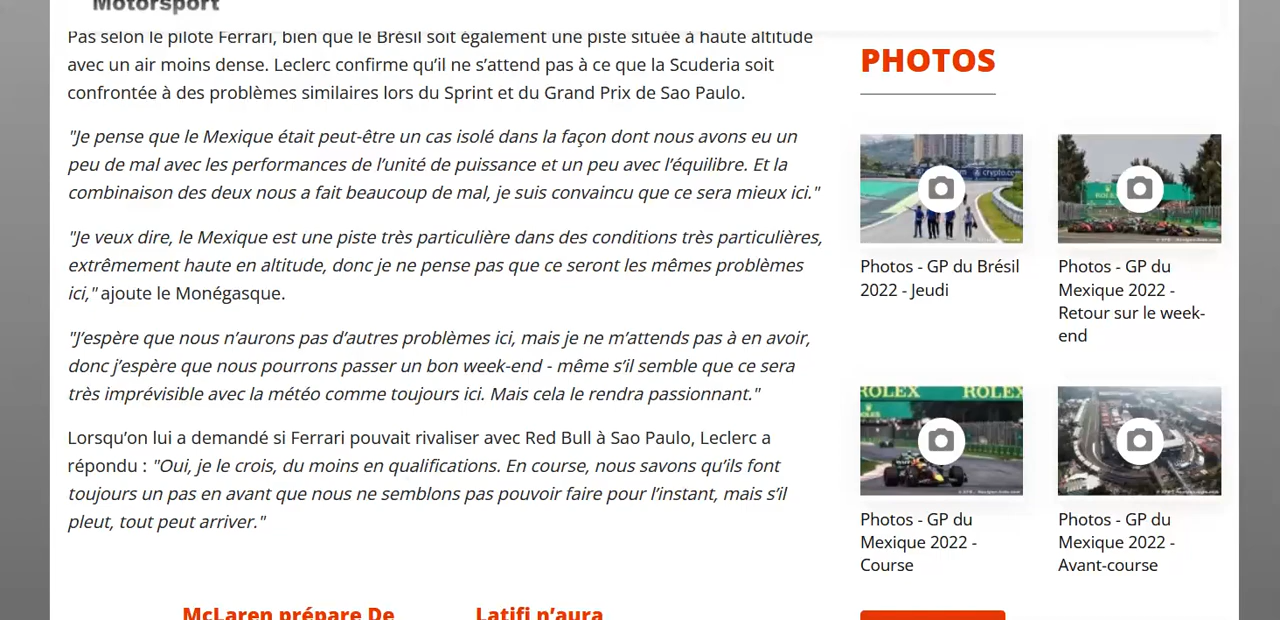 Motorsport
Pas selon le pilote Ferrari, bien que le Brésil soit également une piste située à haute altitude
avec un air moins dense. Leclerc confirme qu’il ne s’attend pas à ce que la Scuderia soit
confrontée à des problèmes similaires lors du Sprint et du Grand Prix de Sao Paulo.
"Je pense que le Mexique était peut-être un cas isolé dans la façon dont nous avons eu un
peu de mal avec les performances de l’unité de puissance et un peu avec l’équilibre. Et la
combinaison des deux nous a fait beaucoup de mal, je suis convaincu que ce sera mieux ici."
"Je veux dire, le Mexique est une piste très particulière dans des conditions très particulières,
extrêmement haute en altitude, donc je ne pense pas que ce seront les mêmes problèmes
ici," ajoute le Monégasque.
"J’espère que nous n’aurons pas d’autres problèmes ici, mais je ne m’attends pas à en avoir,
donc j’espère que nous pourrons passer un bon week-end - même s’il semble que ce sera
très imprévisible avec la météo comme toujours ici. Mais cela le rendra passionnant."
Lorsqu’on lui a demandé si Ferrari pouvait rivaliser avec Red Bull à Sao Paulo, Leclerc a
répondu : "Oui, je le crois, du moins en qualifications. En course, nous savons qu’ils font
toujours un pas en avant que nous ne semblons pas pouvoir faire pour l’instant, mais s’il
pleut, tout peut arriver."
McLaren prépare De
Latifi n’aura
PHOTOS
crypto.com
Photos - GP du Brésil
2022 - Jeudi
ROLEX
Photos - GP du
Mexique 2022 -
Retour sur le week-
end
ROLEX
ROLEX
Photos - GP du
Mexique 2022 -
Course
Photos - GP du
Mexique 2022 -
Avant-course